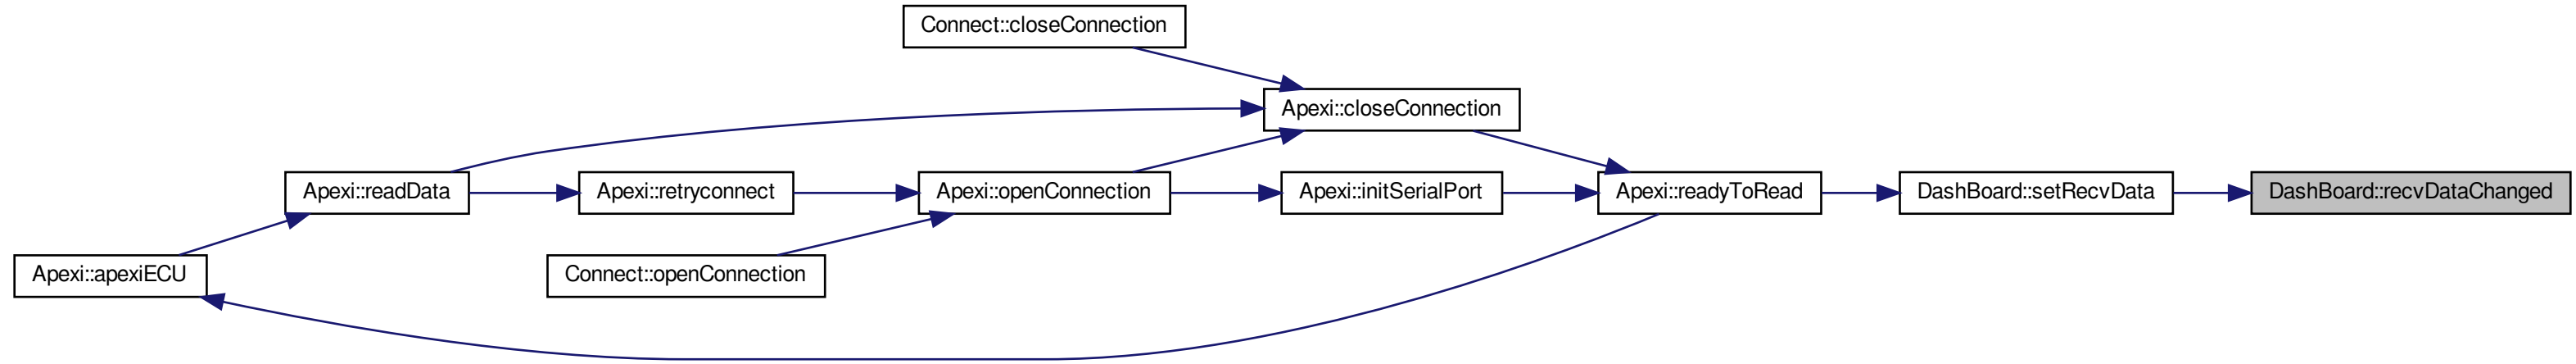 Connect::closeConnection
Apexi::closeConnection
Apexi::readData
Apexi::retryconnect
Apexi::openConnection
Apexi::initSerialPort
Apexi::readyToRead
DashBoard::setRecvData
DashBoard::recvDataChanged
Apexi::apexiECU
Connect::openConnection